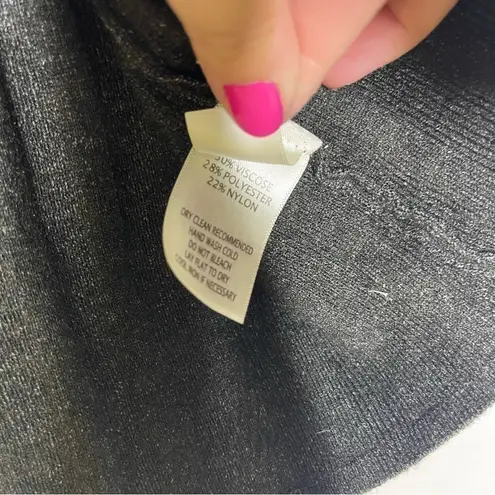 50% VISCOSE
28% POLYESTER
22% NYLON
DRY CLEAN RECOMMENDED
HAND WASH COLD
DO NOT BLEACH
LAY FLAT TO DRY
COOL IRON IF NECESSARY